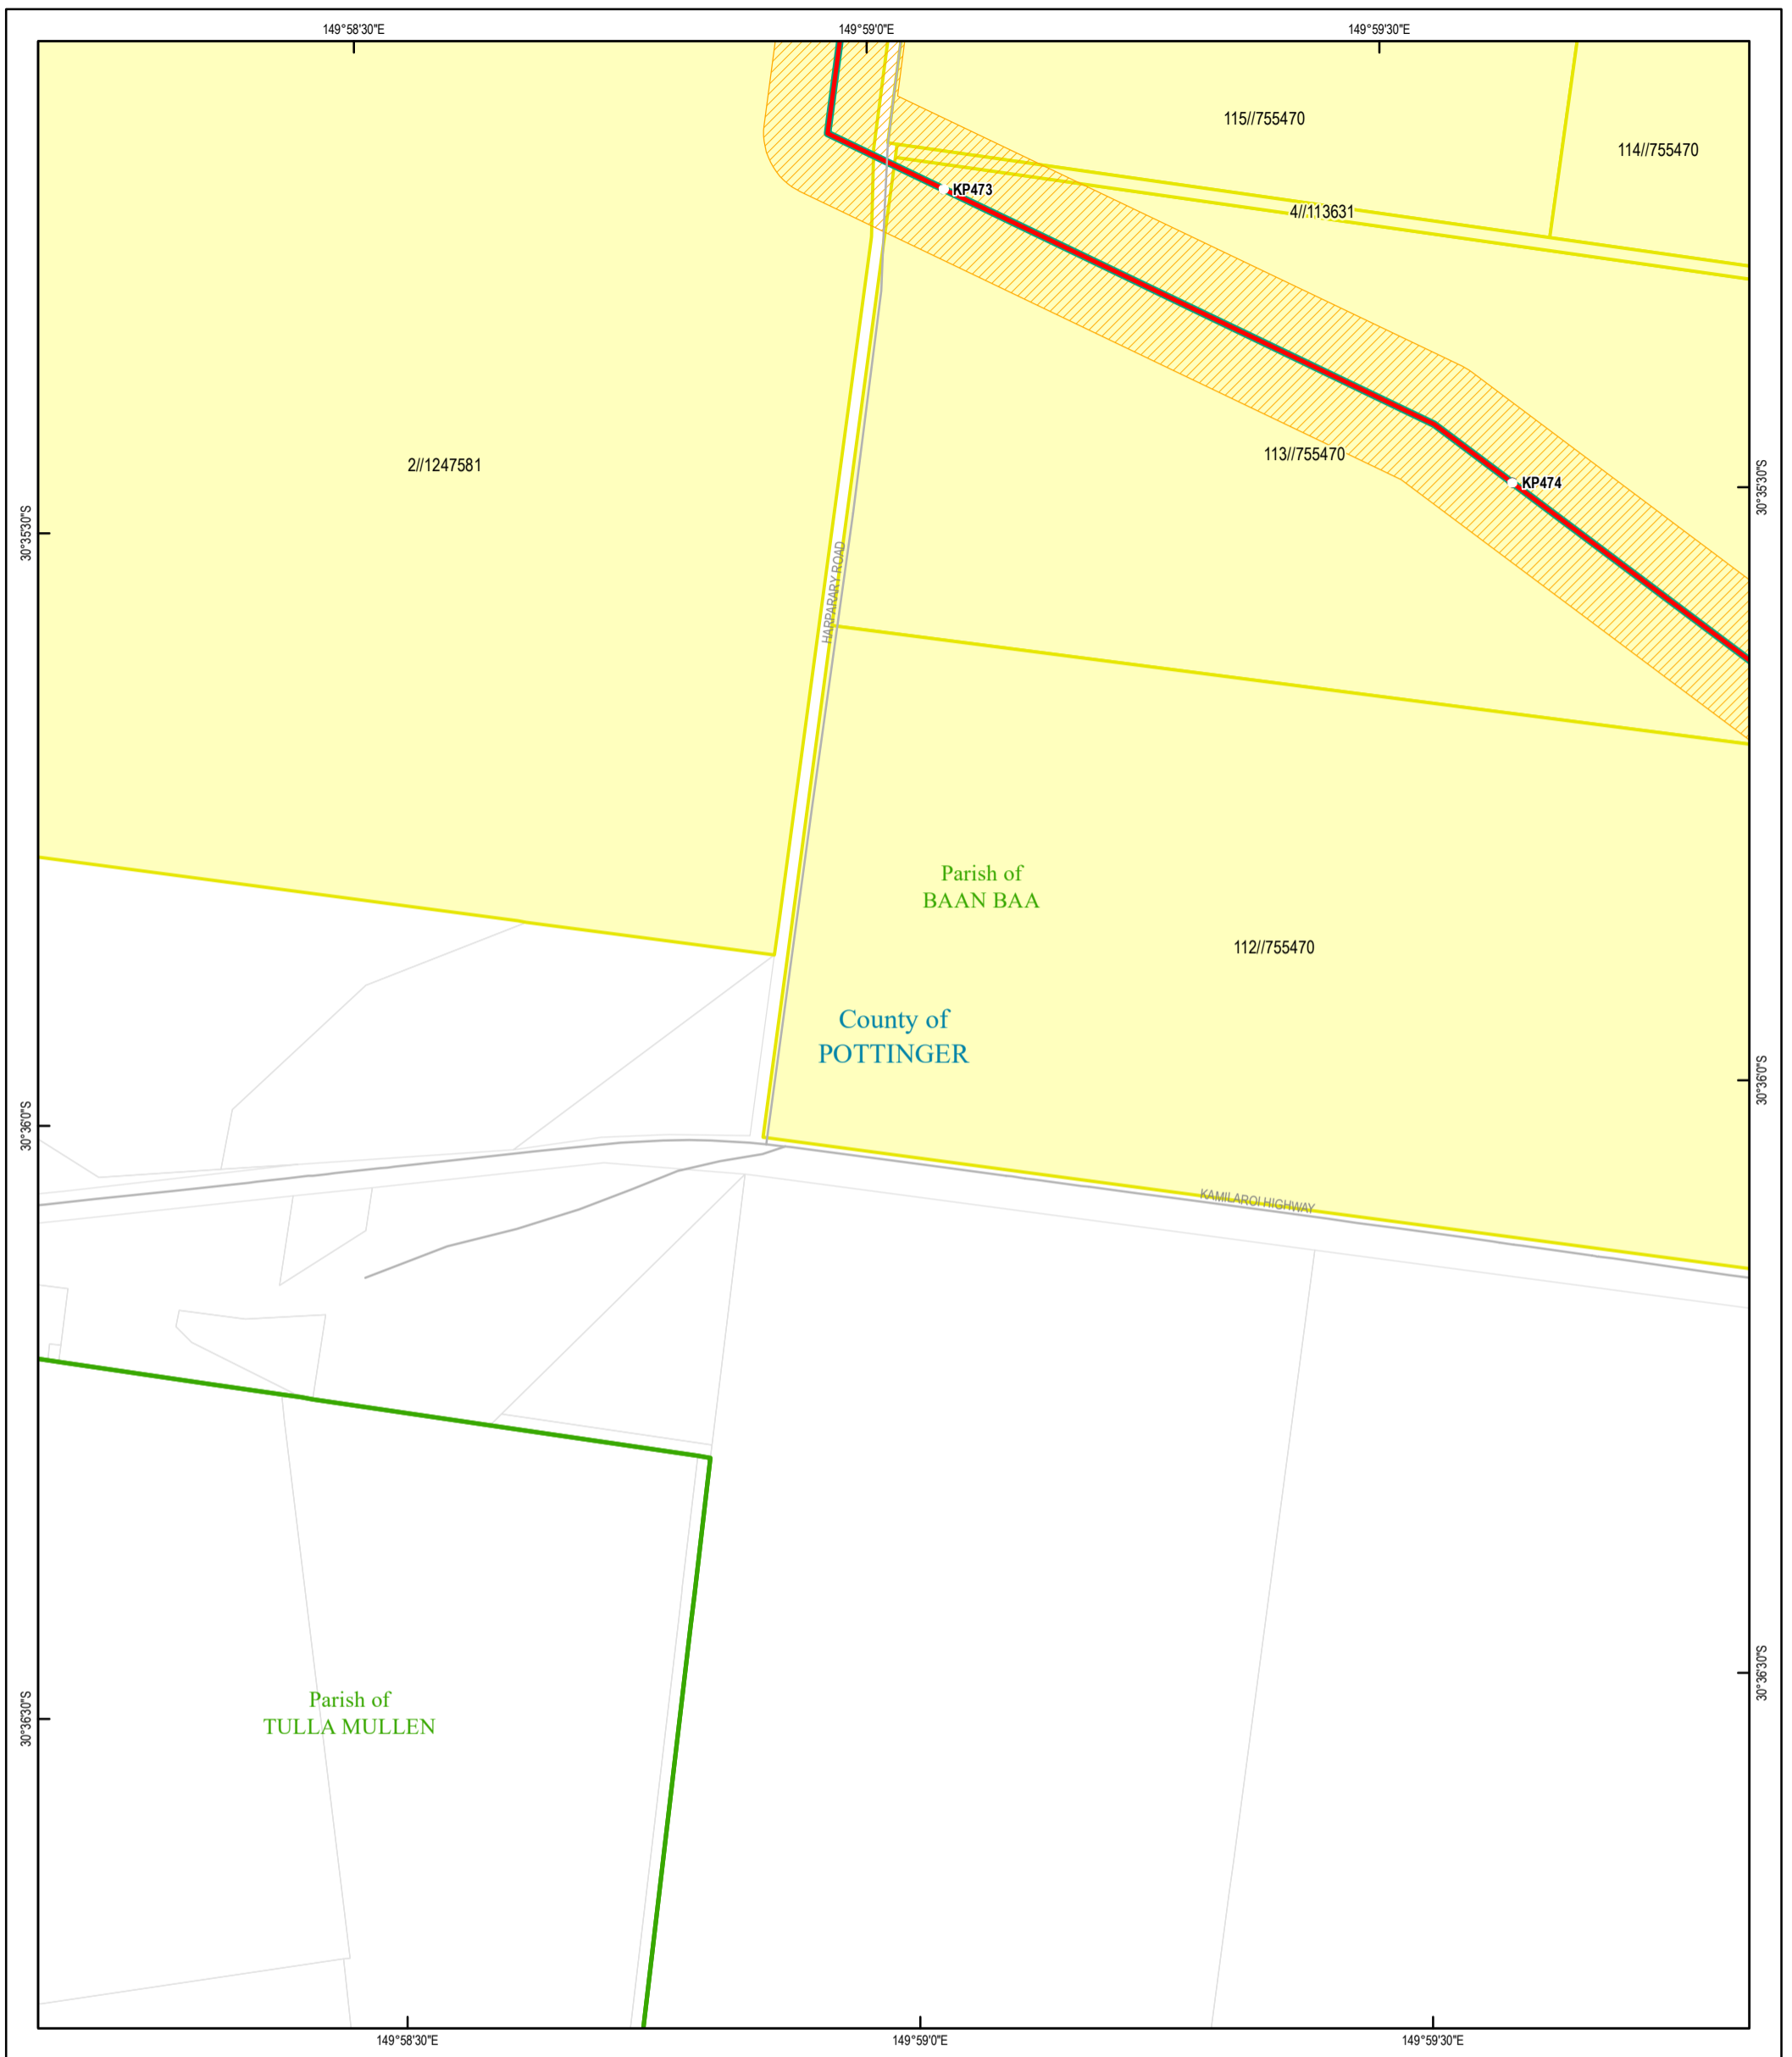 149°58'30"E
149°59'0"E
149°59'30"E
115//755470
114//755470
KP473
4//113631
2//1247581
113//755470
KP474
30°35'30"S
30°35'30"S
HARPARARY ROAD
Parish of
BAAN BAA
112//755470
County of
POTTINGER
30°36'0"S
30°36'0"S
KAMILAROI HIGHWAY
Parish of
TULLA MULLEN
30°36'30"S
30°36'30"S
149°58'30"E
149°59'0"E
149°59'30"E